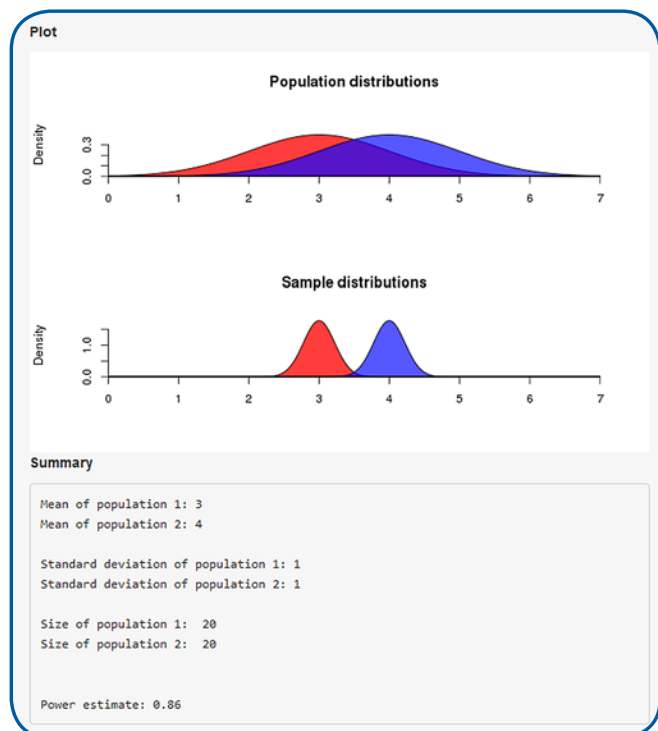 Plot
Population distributions
Density
0.3
0.0
0 1 2 3 4 5 6 7
Sample distributions
Density
1.0
0.0
0 1 2 3 4 5 6 7
Summary
Mean of population 1: 3
Mean of population 2: 4
Standard deviation of population 1: 1
Standard deviation of population 2: 1
Size of population 1:  20
Size of population 2:  20
Power estimate: 0.86